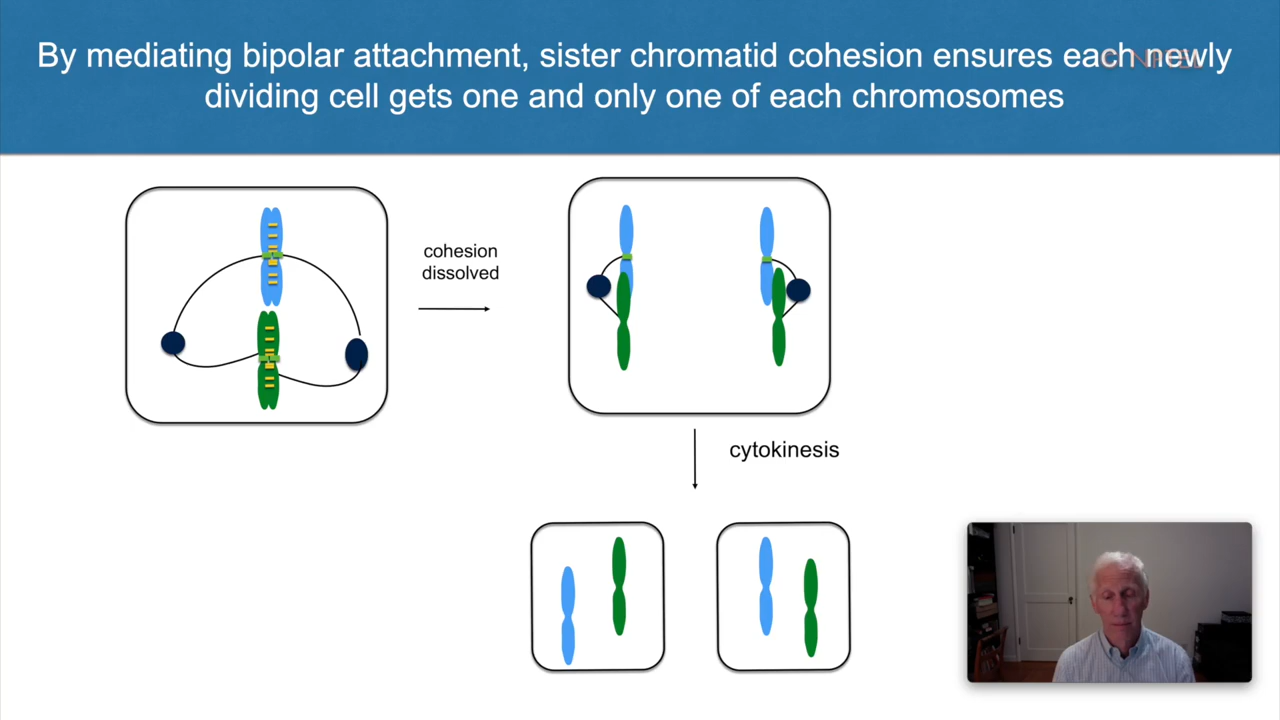 By mediating bipolar attachment, sister chromatid cohesion ensures each newly
dividing cell gets one and only one of each chromosomes
cohesion
dissolved
cytokinesis